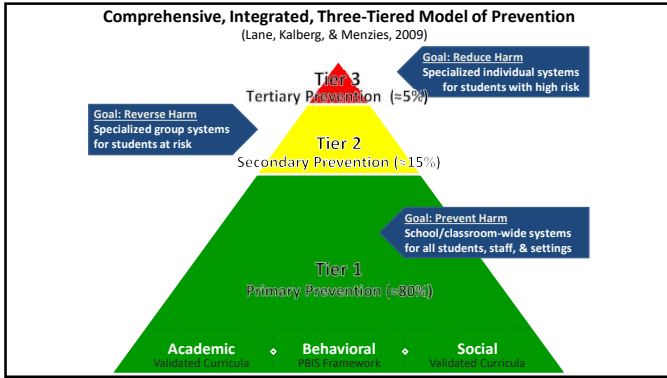 Comprehensive, Integrated, Three-Tiered Model of Prevention
(Lane, Kalberg, & Menzies, 2009)
Goal: Reduce Harm
Specialized individual systems
for students with high risk
Tier 3
Tertiary Prevention (≈5%)
Goal: Reverse Harm
Specialized group systems
for students at risk
Tier 2
Secondary Prevention (≈15%)
Goal: Prevent Harm
School/classroom-wide systems
for all students, staff, & settings
Tier 1
Primary Prevention (≈80%)
Academic ◇ Behavioral ◇ Social
Validated Curricula PBIS Framework Validated Curricula